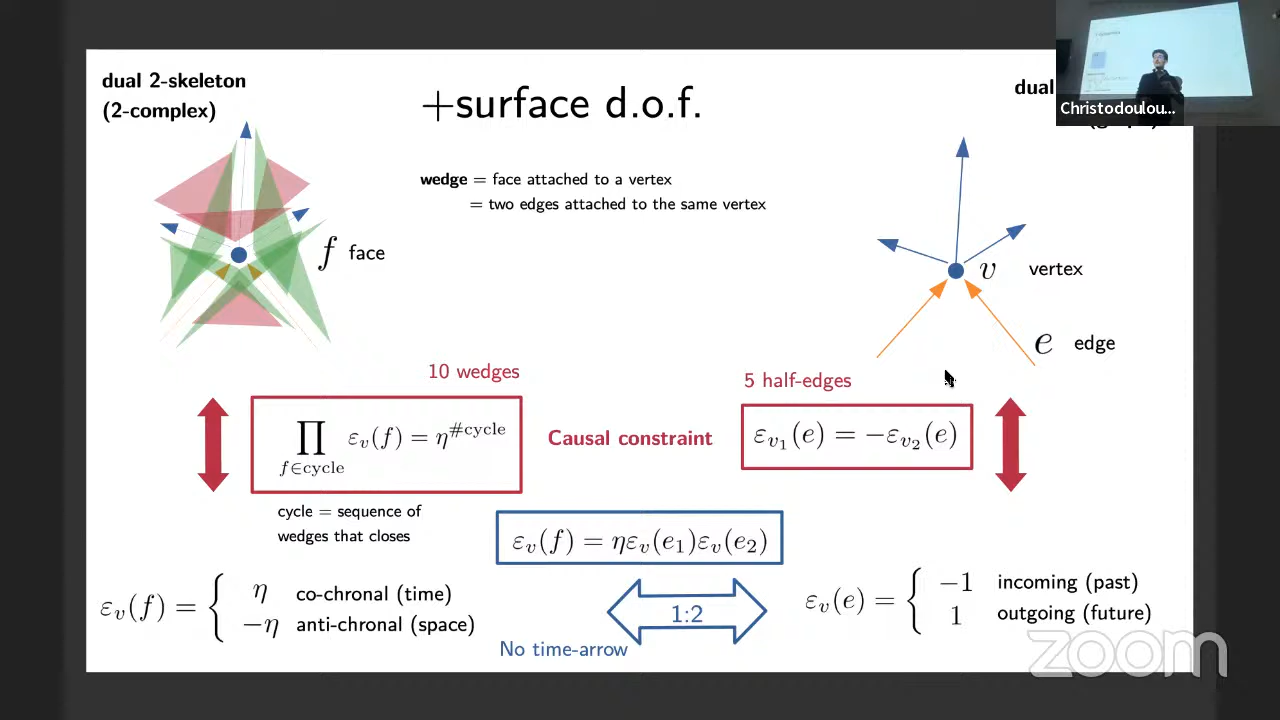 dual 2-skeleton
(2-complex)
+surface d.o.f.
dual
Christodoulou...
wedge = face attached to a vertex
= two edges attached to the same vertex
f face
v vertex
e edge
10 wedges
5 half-edges
∏_{f∈cycle} ε_v(f) = η^{#cycle}
Causal constraint
ε_{v_1}(e) = −ε_{v_2}(e)
cycle = sequence of
wedges that closes
ε_v(f) = ηε_v(e_1)ε_v(e_2)
ε_v(f) = { η co-chronal (time)
−η anti-chronal (space)
1:2
No time-arrow
ε_v(e) = { −1 incoming (past)
1 outgoing (future)
zoom